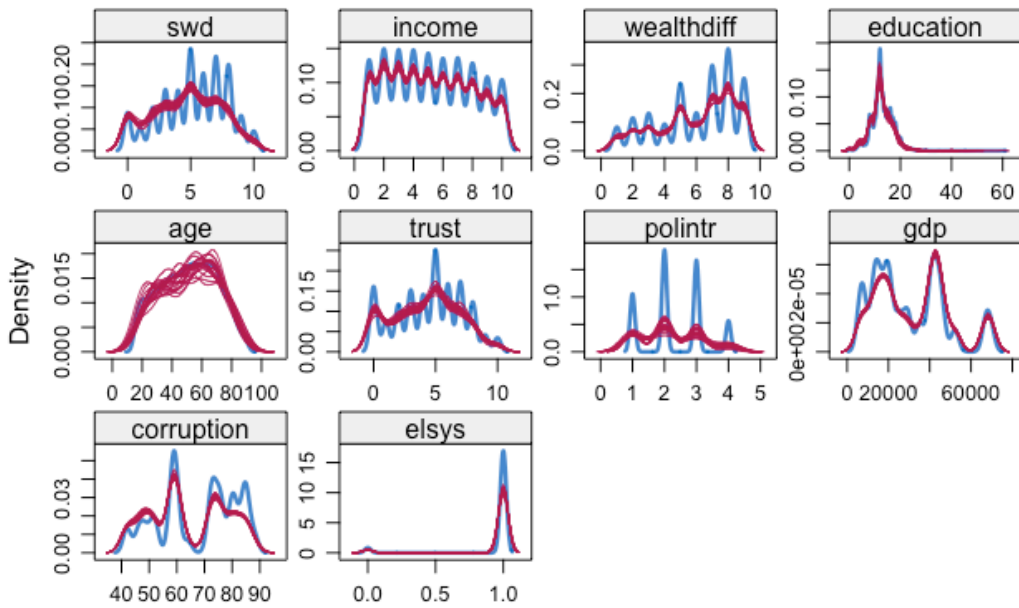 Density
swd
0.00 0.10 0.20
0 5 10
income
0.00 0.10
0 2 4 6 8 10
wealthdiff
0.0 0.2
0 2 4 6 8 10
education
0.00 0.10
0 20 40 60
age
0.000 0.015
0 20 40 60 80 100
trust
0.00 0.15
0 5 10
polintr
0.0 1.0
0 1 2 3 4 5
gdp
0e+00 2e-05
0 20000 60000
corruption
0.00 0.03
40 50 60 70 80 90
elsys
0 5 10 15
0.0 0.5 1.0